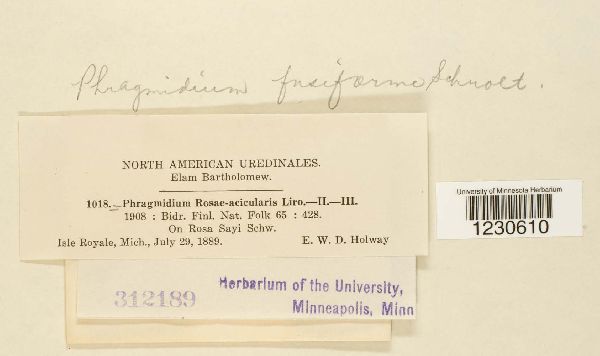 Phragmidium fusiforme Schroet.
NORTH AMERICAN UREDINALES.
Elam Bartholomew.
1018.—Phragmidium Rosae-acicularis Liro.—II.—III.
1908 : Bidr. Finl. Nat. Folk 65 : 428.
On Rosa Sayi Schw.
Isle Royale, Mich., July 29, 1889. E. W. D. Holway
University of Minnesota Herbarium
1230610
312189
Herbarium of the University,
Minneapolis, Minn